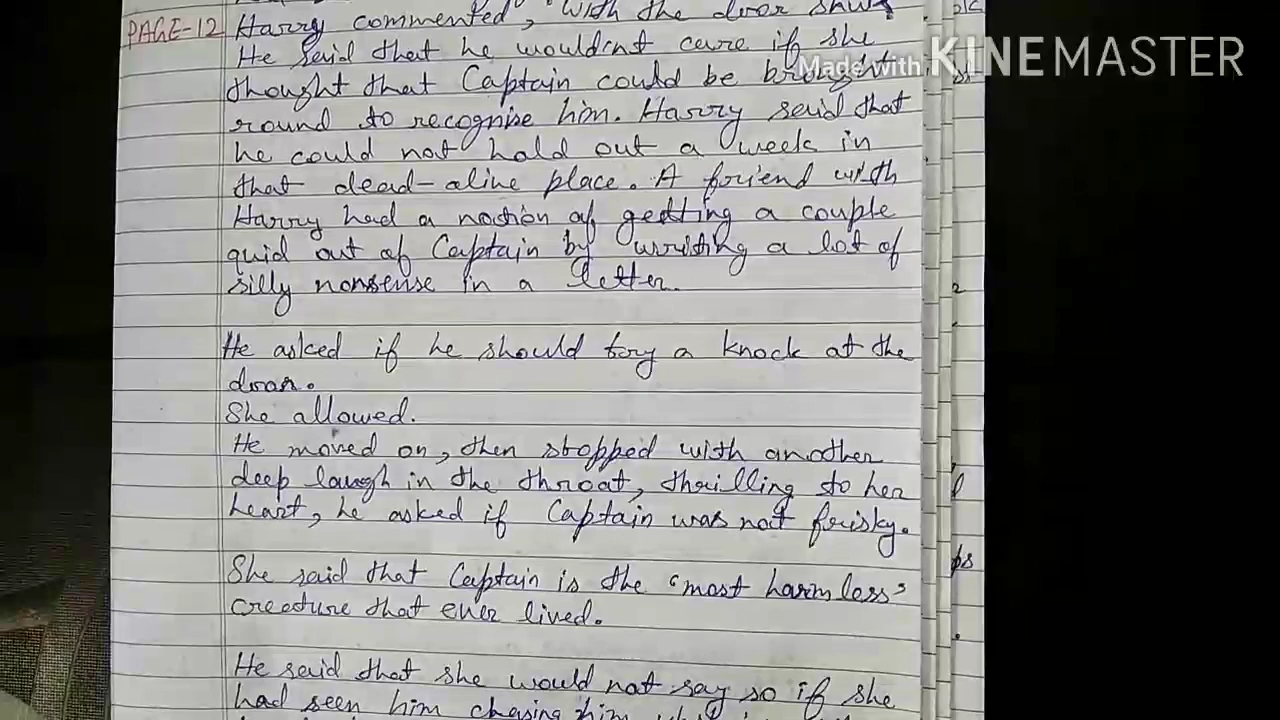 PAGE-12 Harry commented, "with the door shut
He said that he wouldn't care if she
thought that Captain could be brought
round to recognise him. Harry said that
he could not hold out a week in
that dead-alive place. A friend with
Harry had a notion of getting a couple
quid out of Captain by writing a lot of
silly nonsense in a letter.
He asked if he should try a knock at the
door.
She allowed.
He moved on, then stopped with another
deep laugh in the throat, thrilling to her
heart, he asked if Captain was not frisky.
She said that Captain is the "most harmless"
creature that ever lived.
He said that she would not say so if she
had seen him chasing him
Made with KINEMASTER